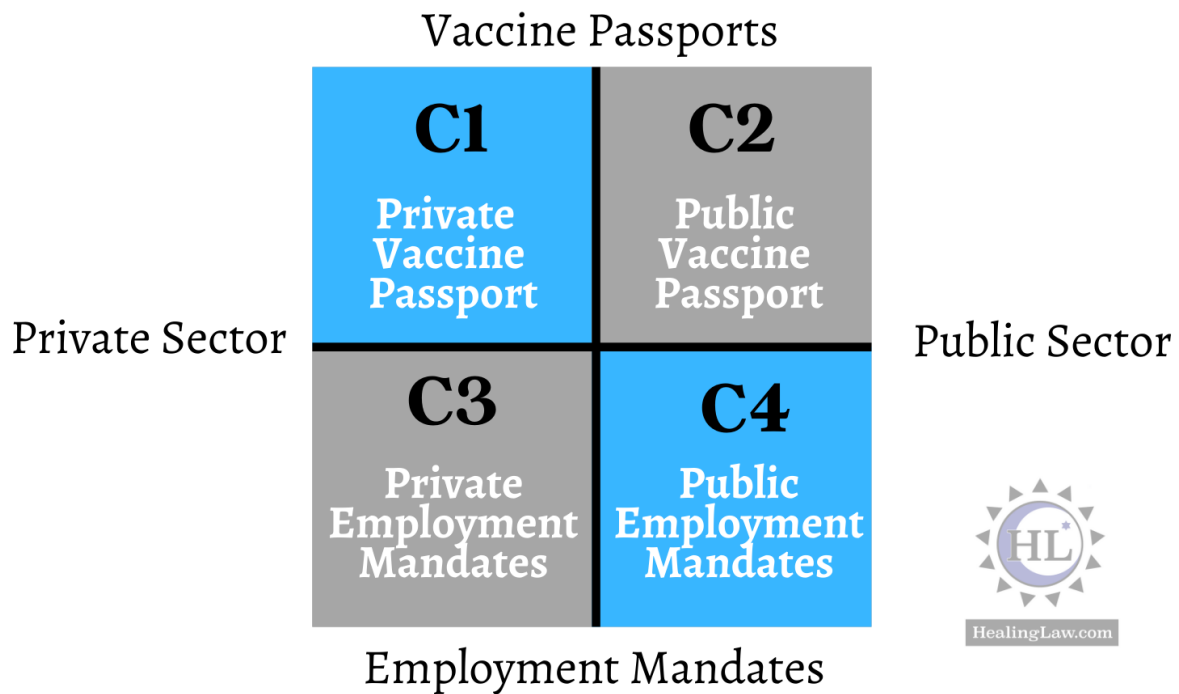 Vaccine Passports
C1
Private
Vaccine
Passport
C2
Public
Vaccine
Passport
Private Sector
Public Sector
C3
Private
Employment
Mandates
C4
Public
Employment
Mandates
HL
HealingLaw.com
Employment Mandates